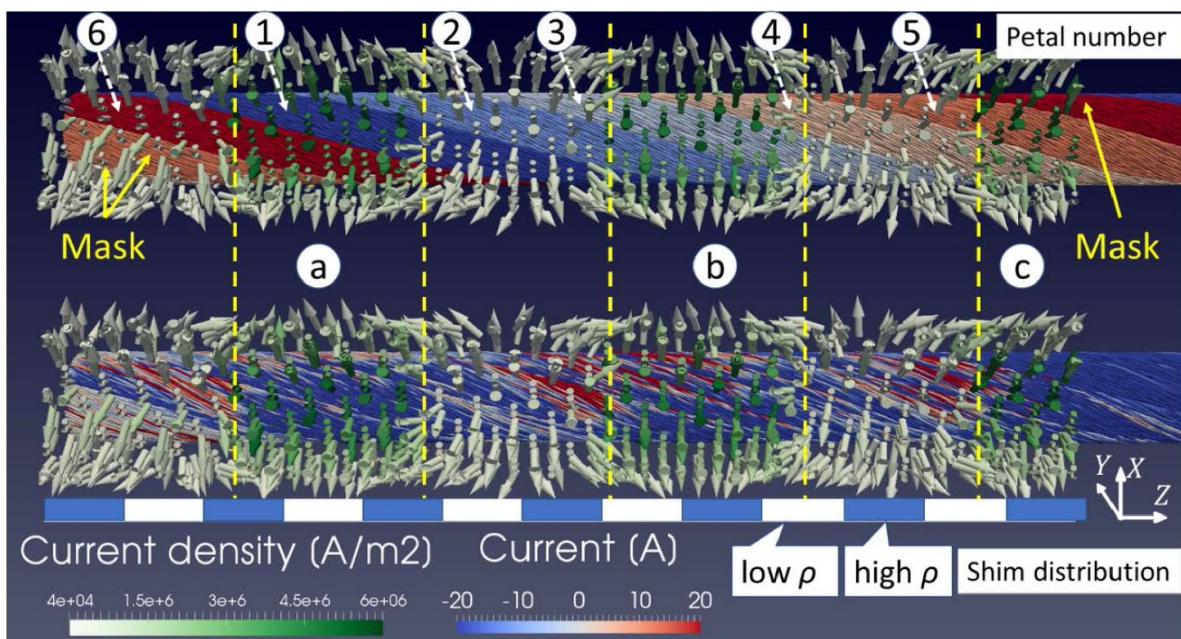 6 1 2 3 4 5 Petal number
Mask Mask
a b c
Y X Z
low ρ high ρ Shim distribution
Current density (A/m2) Current (A)
4e+04 1.5e+6 3e+6 4.5e+6 6e+06 -20 -10 0 10 20